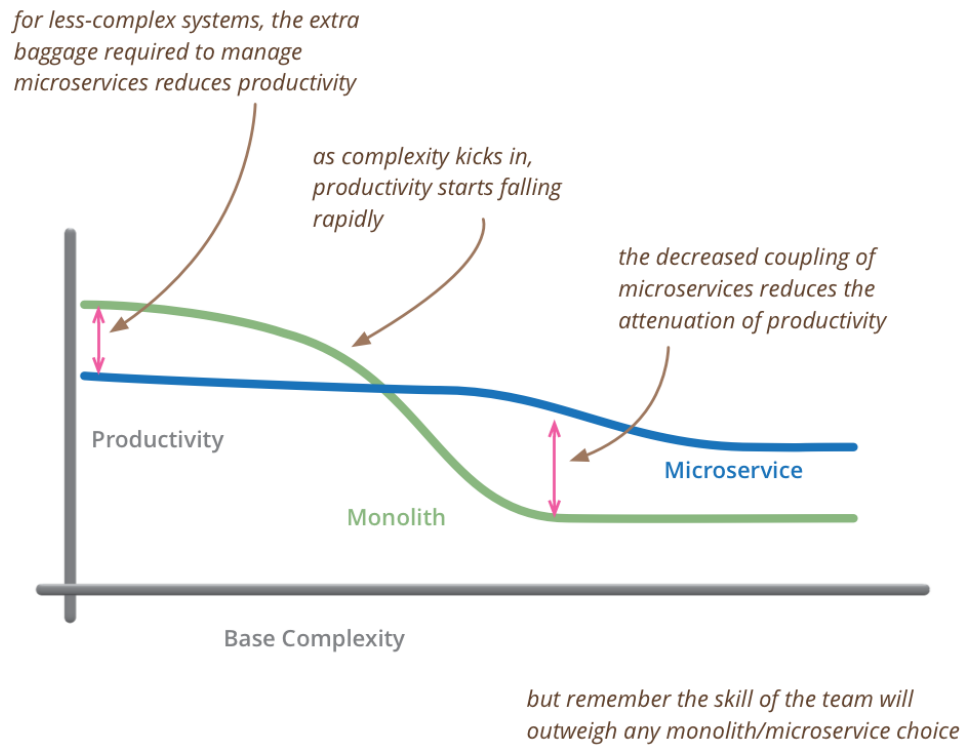 for less-complex systems, the extra
baggage required to manage
microservices reduces productivity
as complexity kicks in,
productivity starts falling
rapidly
the decreased coupling of
microservices reduces the
attenuation of productivity
Productivity
Microservice
Monolith
Base Complexity
but remember the skill of the team will
outweigh any monolith/microservice choice